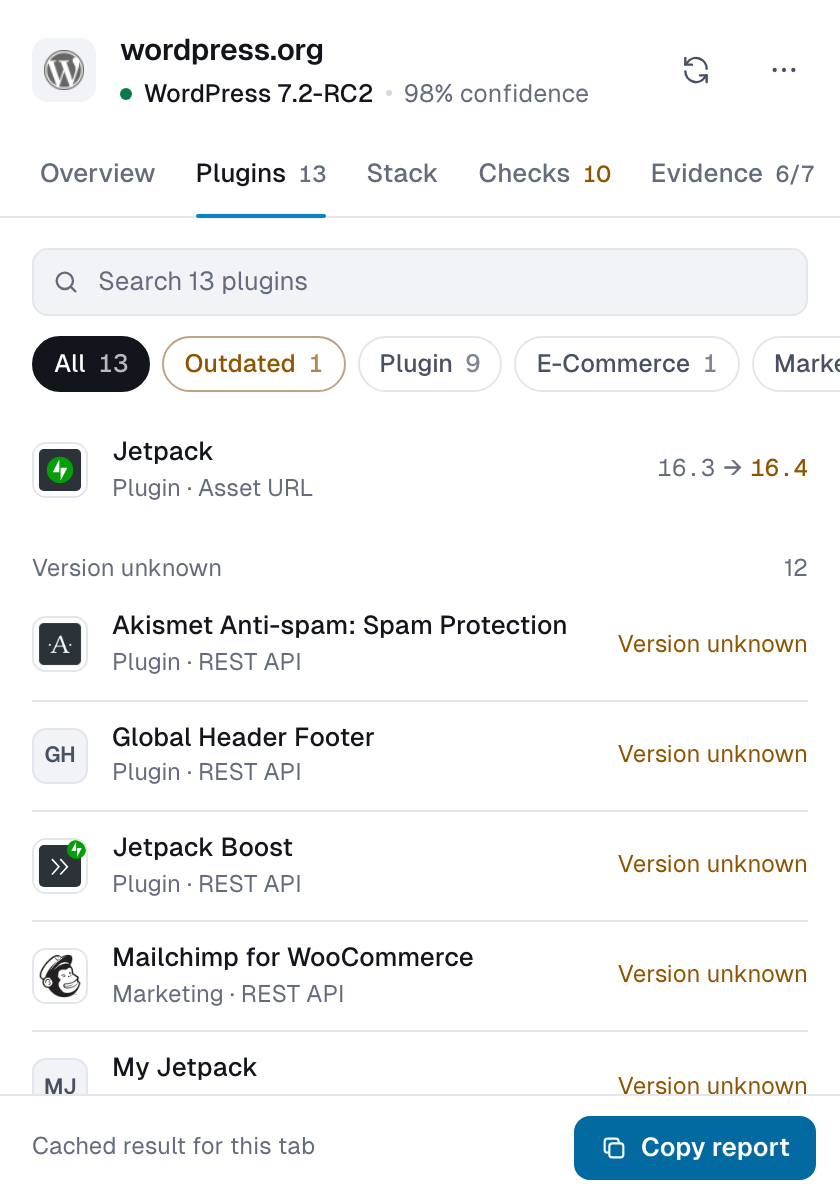 wordpress.org
WordPress 7.2-RC2 • 98% confidence
Overview Plugins 13 Stack Checks 10 Evidence 6/7
Search 13 plugins
All 13 Outdated 1 Plugin 9 E-Commerce 1 Marke
Jetpack
Plugin · Asset URL
16.3 → 16.4
Version unknown 12
·A·
Akismet Anti-spam: Spam Protection
Plugin · REST API
Version unknown
GH
Global Header Footer
Plugin · REST API
Version unknown
Jetpack Boost
Plugin · REST API
Version unknown
Mailchimp for WooCommerce
Marketing · REST API
Version unknown
MJ
My Jetpack
Version unknown
Cached result for this tab
Copy report